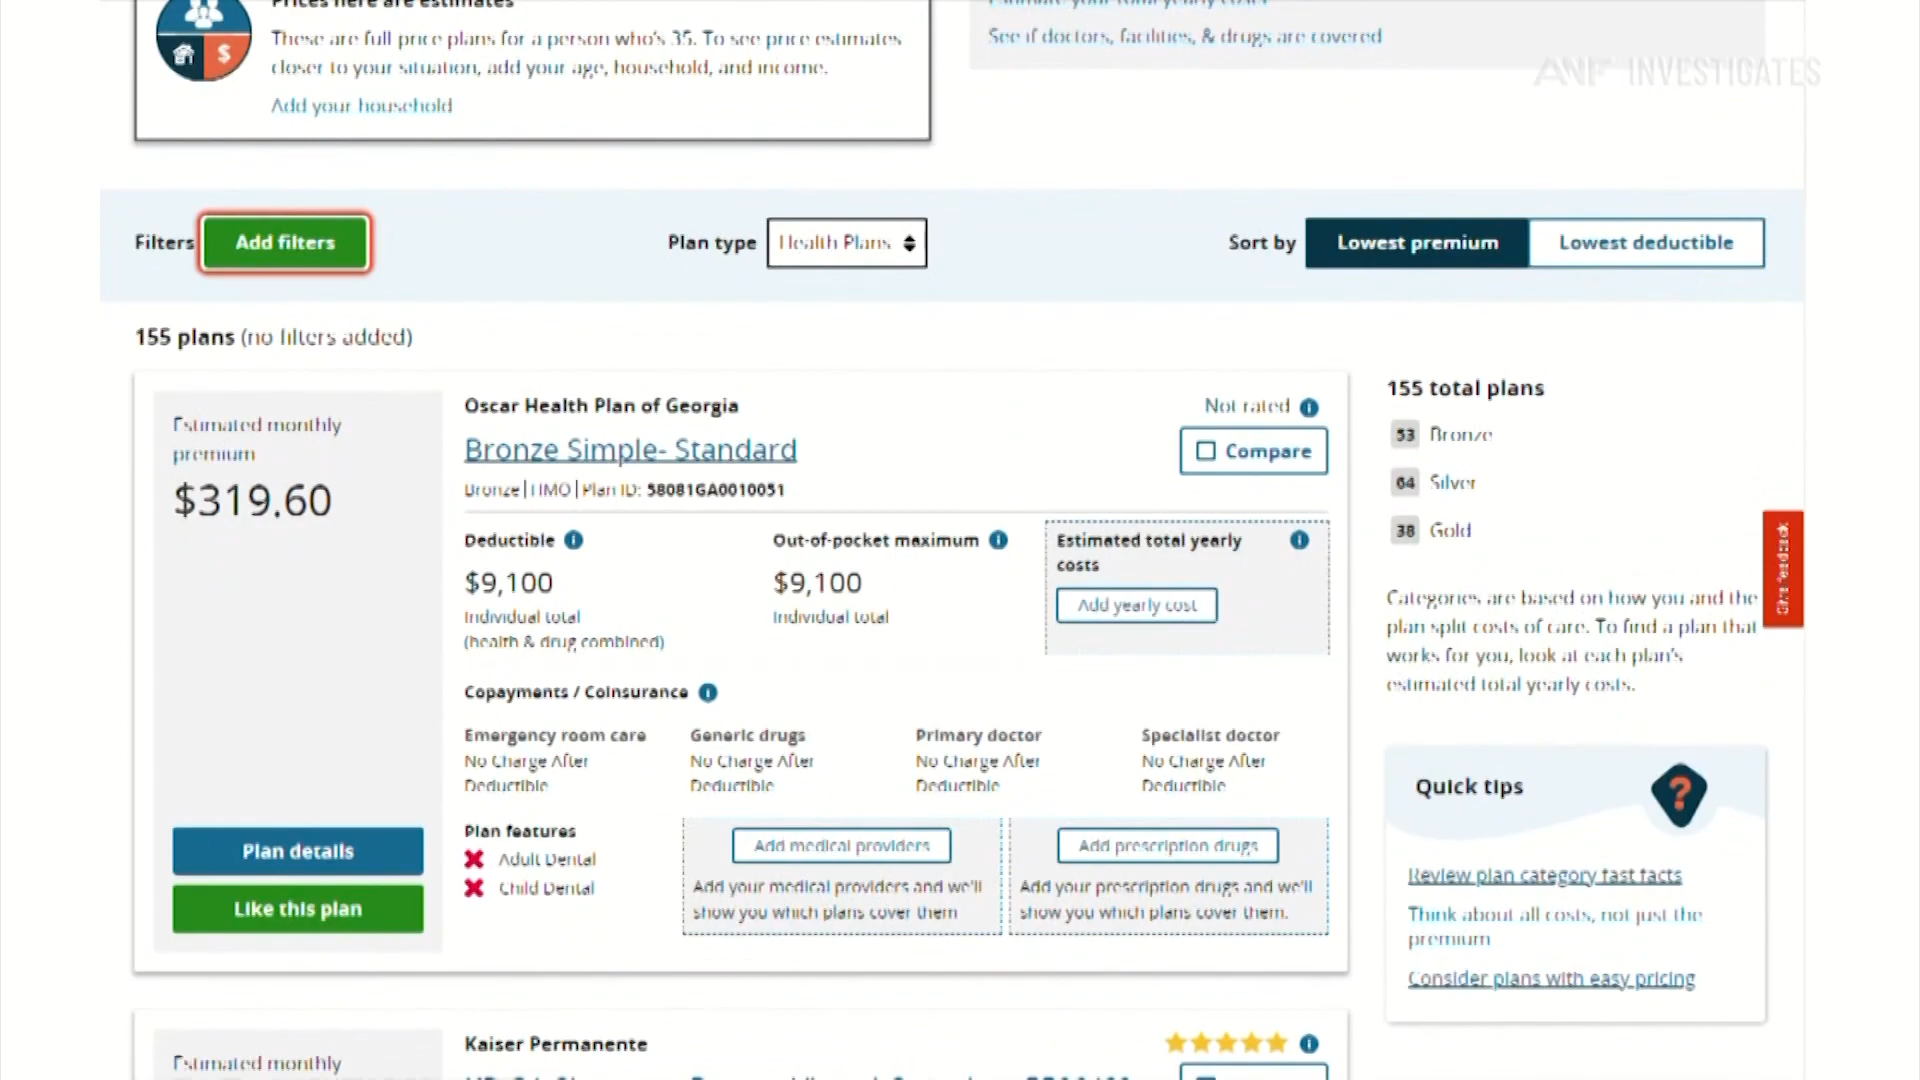 Prices here are estimates
These are full price plans for a person who's 35. To see price estimates
closer to your situation, add your age, household, and income.
Add your household
Estimate your total yearly costs
See if doctors, facilities, & drugs are covered
ANF INVESTIGATES
Filters Add filters
Plan type Health Plans
Sort by Lowest premium Lowest deductible
155 plans (no filters added)
Estimated monthly
premium
$319.60
Plan details
Like this plan
Oscar Health Plan of Georgia
Not rated
Bronze Simple- Standard
Compare
Bronze | HMO | Plan ID: 58081GA0010051
Deductible
$9,100
Individual total
(health & drug combined)
Out-of-pocket maximum
$9,100
Individual total
Estimated total yearly
costs
Add yearly cost
Copayments / Coinsurance
Emergency room care
No Charge After
Deductible
Generic drugs
No Charge After
Deductible
Primary doctor
No Charge After
Deductible
Specialist doctor
No Charge After
Deductible
Plan features
Adult Dental
Child Dental
Add medical providers
Add your medical providers and we'll
show you which plans cover them
Add prescription drugs
Add your prescription drugs and we'll
show you which plans cover them.
155 total plans
53 Bronze
64 Silver
38 Gold
Categories are based on how you and the
plan split costs of care. To find a plan that
works for you, look at each plan's
estimated total yearly costs.
Give feedback
Quick tips
?
Review plan category fast facts
Think about all costs, not just the
premium
Consider plans with easy pricing
Estimated monthly
Kaiser Permanente